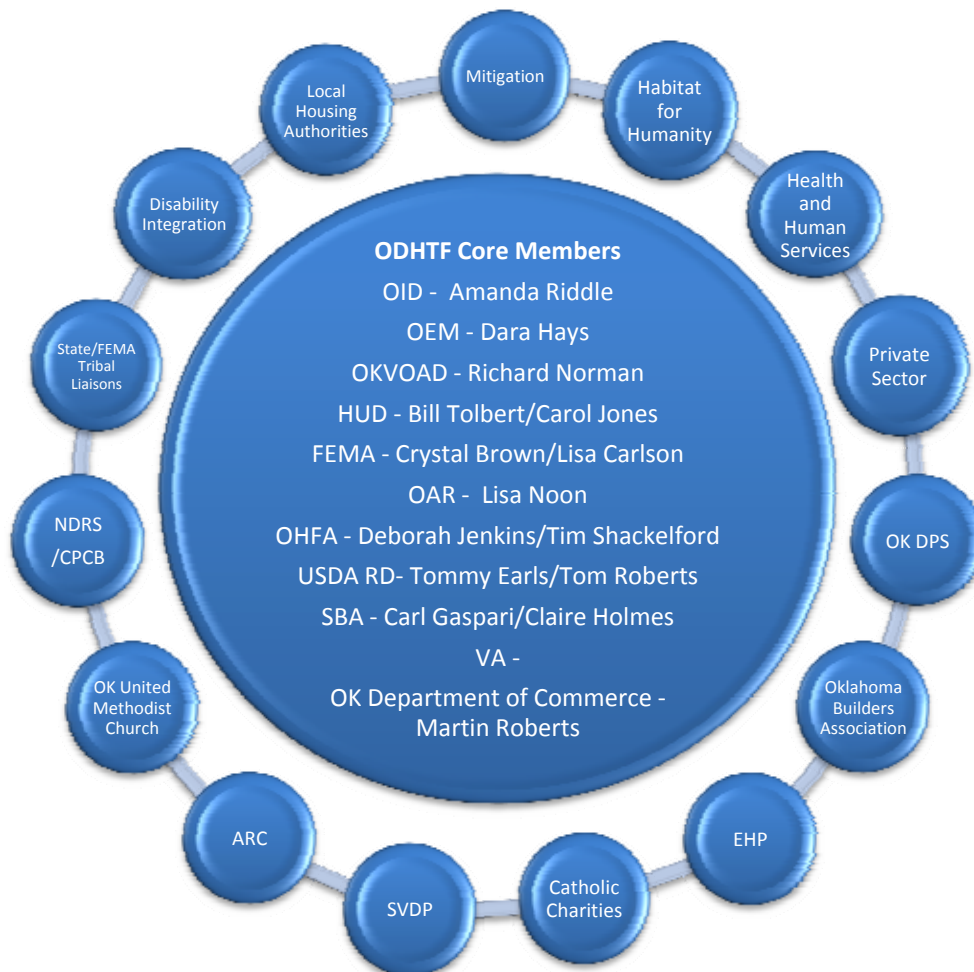 Mitigation
Habitat
for
Humanity
Health
and
Human
Services
Private
Sector
OK DPS
Oklahoma
Builders
Association
EHP
Catholic
Charities
SVDP
ARC
OK United
Methodist
Church
NDRS
/CPCB
State/FEMA
Tribal
Liaisons
Disability
Integration
Local
Housing
Authorities
ODHTF Core Members
OID -  Amanda Riddle
OEM - Dara Hays
OKVOAD - Richard Norman
HUD - Bill Tolbert/Carol Jones
FEMA - Crystal Brown/Lisa Carlson
OAR -  Lisa Noon
OHFA - Deborah Jenkins/Tim Shackelford
USDA RD- Tommy Earls/Tom Roberts
SBA - Carl Gaspari/Claire Holmes
VA -
OK Department of Commerce -
Martin Roberts